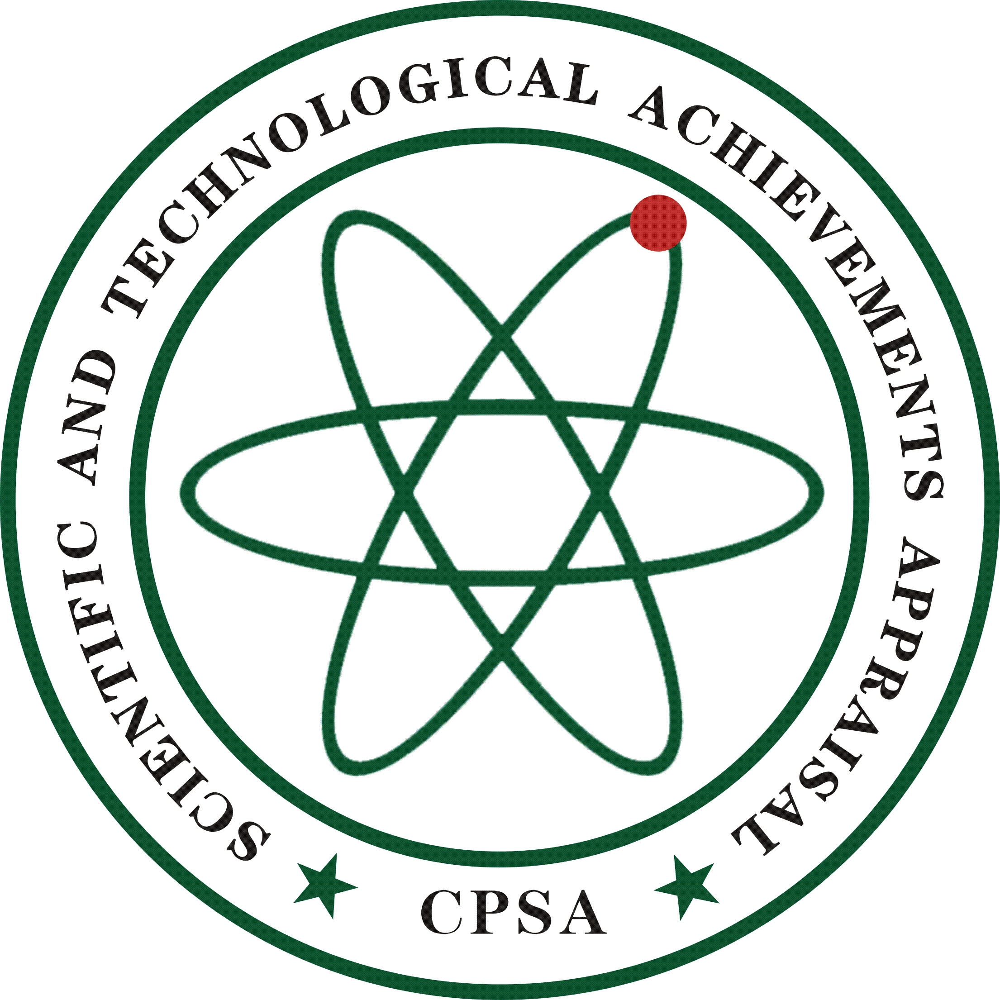 SCIENTIFIC AND TECHNOLOGICAL ACHIEVEMENTS APPRAISAL
CPSA